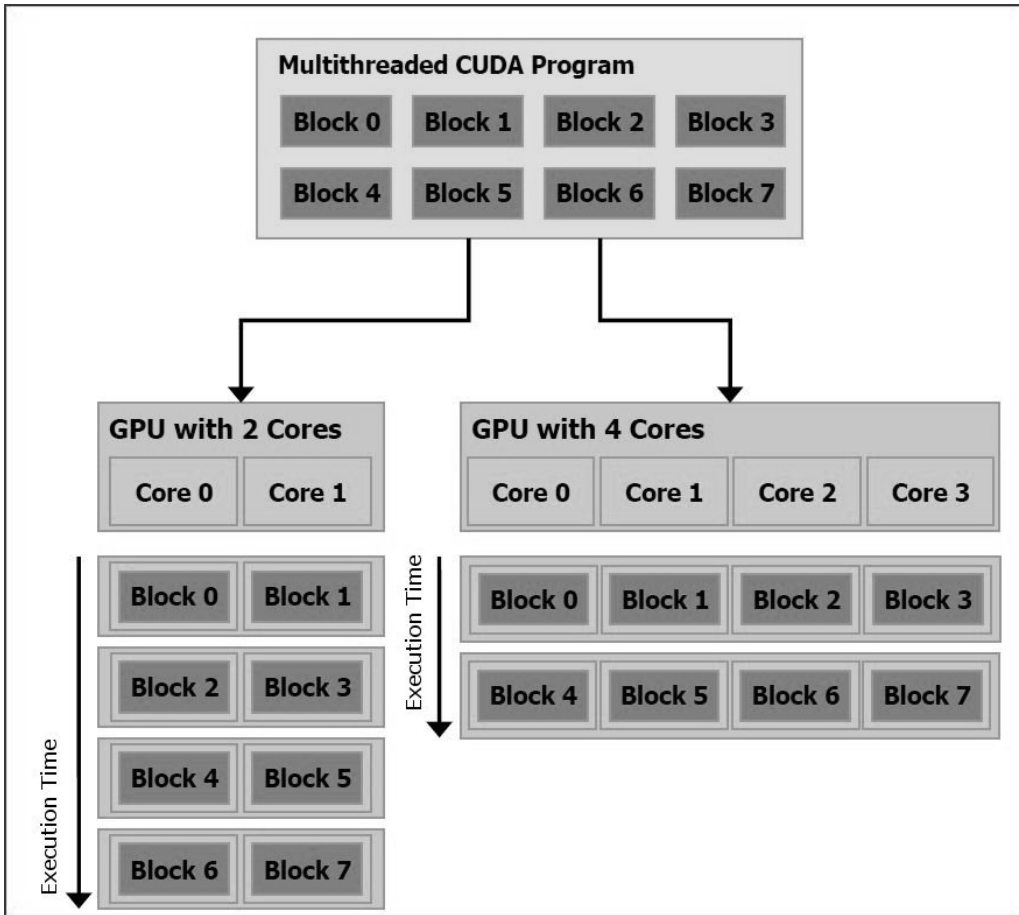 Multithreaded CUDA Program
Block 0 Block 1 Block 2 Block 3
Block 4 Block 5 Block 6 Block 7
GPU with 2 Cores
Core 0 Core 1
Execution Time
Block 0 Block 1
Block 2 Block 3
Block 4 Block 5
Block 6 Block 7
GPU with 4 Cores
Core 0 Core 1 Core 2 Core 3
Execution Time
Block 0 Block 1 Block 2 Block 3
Block 4 Block 5 Block 6 Block 7